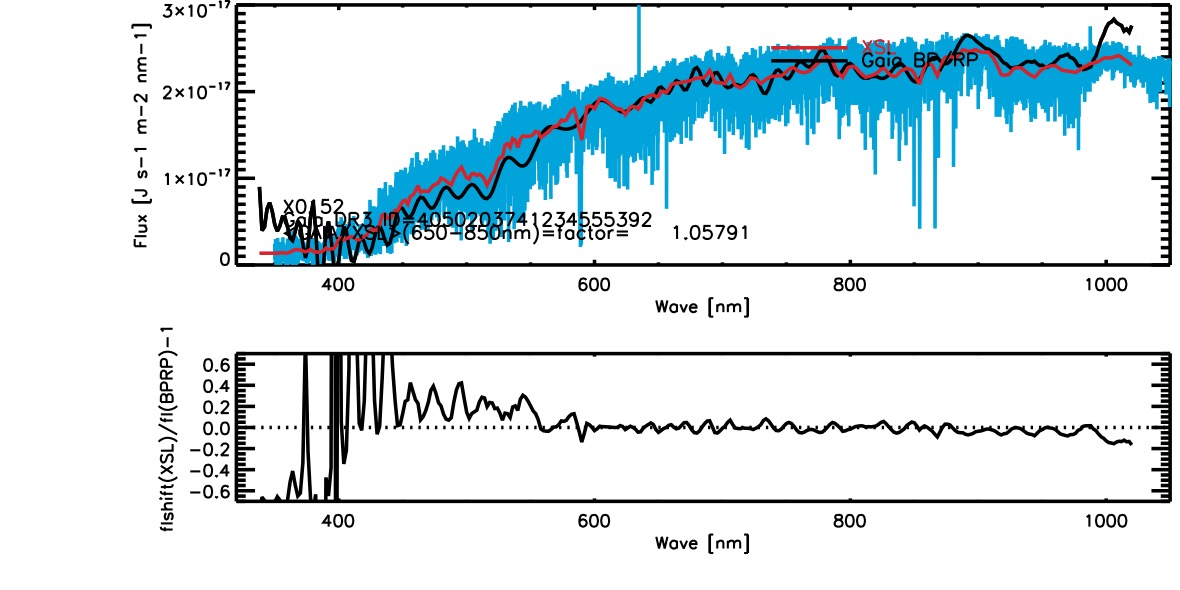 3×10⁻¹⁷
2×10⁻¹⁷
1×10⁻¹⁷
0
Flux [J s−1 m−2 nm−1]
XSL
Gaia BP/RP
X0152
Gaia DR3 ID=4050203741234555392
<GAIA/XSL>(650−850nm)=factor= 1.05791
400 600 800 1000
Wave [nm]
flshift(XSL)/fl(BPRP)−1
0.6
0.4
0.2
0.0
−0.2
−0.4
−0.6
400 600 800 1000
Wave [nm]